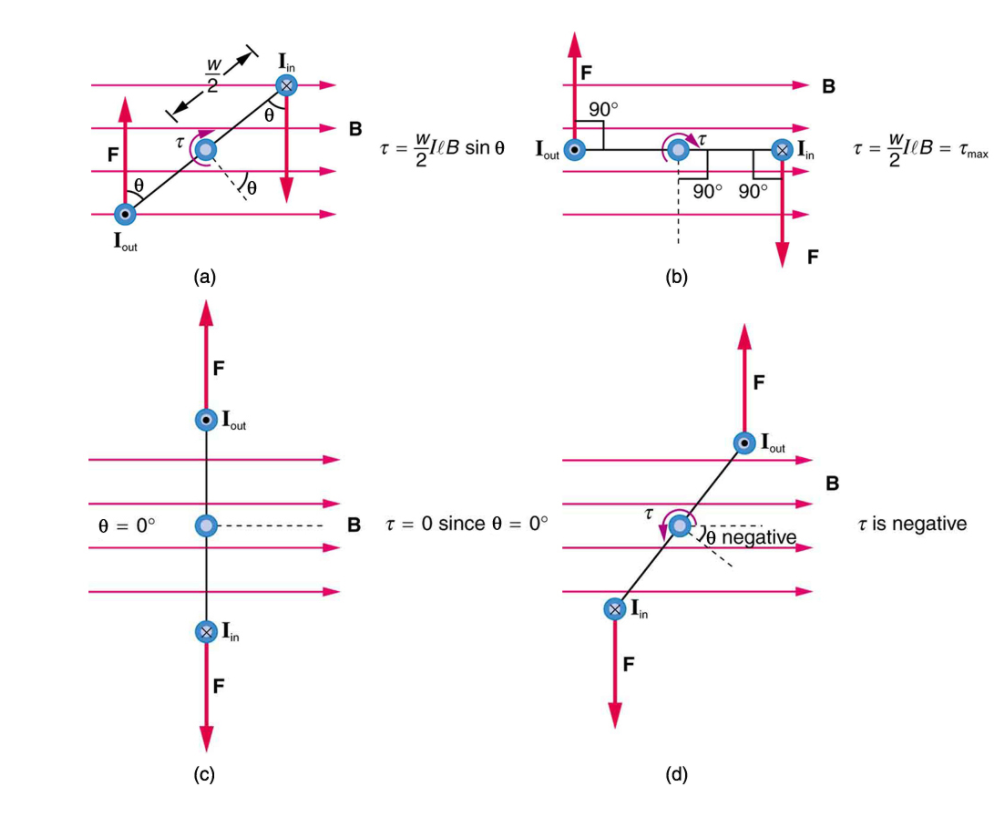 w/2
I_in
θ
B
τ
F
θ
θ
I_out
τ = w/2 IℓB sin θ
(a)
F
B
90°
I_out
τ
I_in
90° 90°
F
τ = w/2 IℓB = τ_max
(b)
F
I_out
θ = 0°
B
τ = 0 since θ = 0°
I_in
F
(c)
F
I_out
B
τ
θ negative
τ is negative
I_in
F
(d)